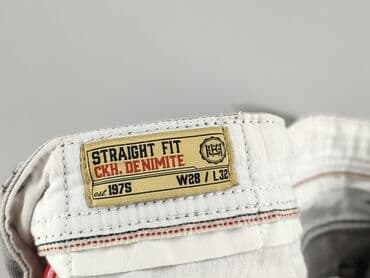 STRAIGHT FIT
CKH. DENIMITE
est. 1975 W28 / L32